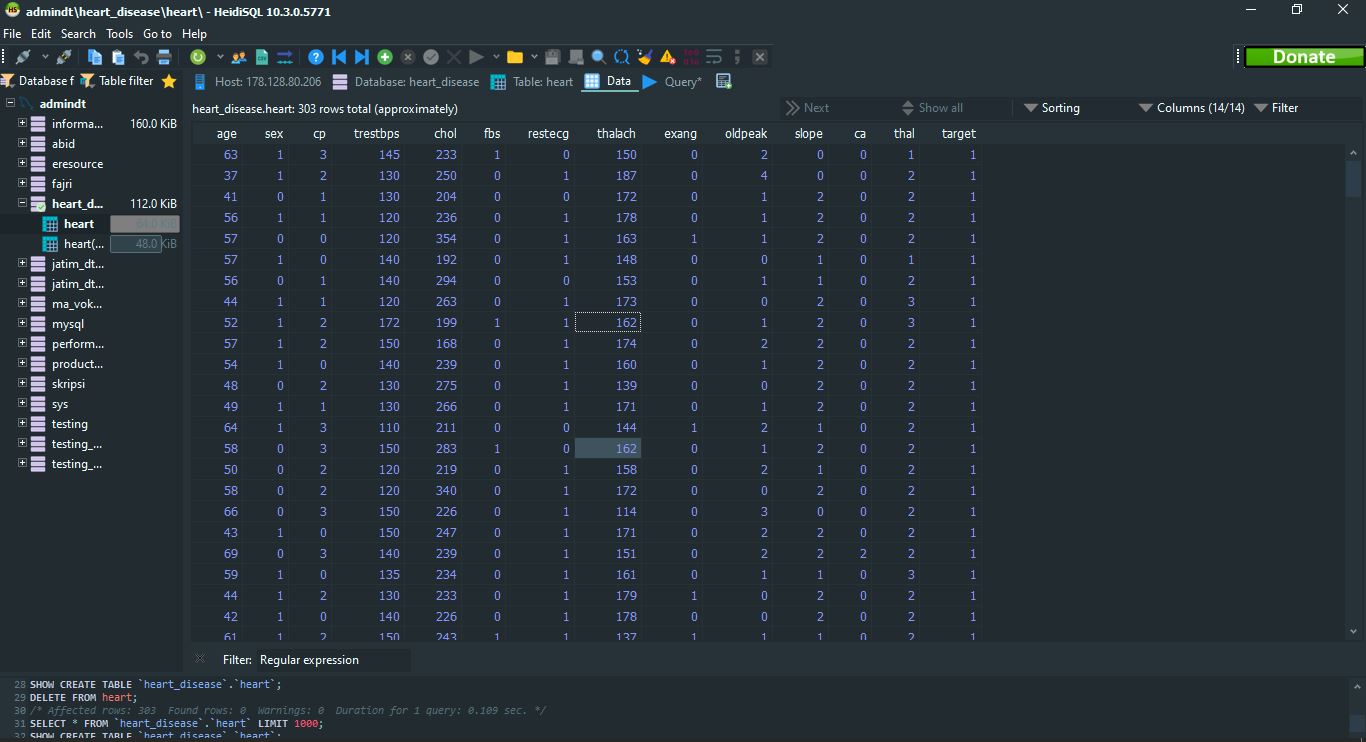 admindt\heart_disease\heart\ - HeidiSQL 10.3.0.5771
File Edit Search Tools Go to Help
Donate
Database f Table filter Host: 178.128.80.206 Database: heart_disease Table: heart Data Query*
admindt
informa... 160.0 KiB
abid
eresource
fajri
heart_d... 112.0 KiB
heart 64.0 KiB
heart(... 48.0 KiB
jatim_dt...
jatim_dt...
ma_vok...
mysql
perform...
product...
skripsi
sys
testing
testing_...
testing_...
heart_disease.heart: 303 rows total (approximately) Next Show all Sorting Columns (14/14) Filter
age sex cp trestbps chol fbs restecg thalach exang oldpeak slope ca thal target
63 1 3 145 233 1 0 150 0 2 0 0 1 1
37 1 2 130 250 0 1 187 0 4 0 0 2 1
41 0 1 130 204 0 0 172 0 1 2 0 2 1
56 1 1 120 236 0 1 178 0 1 2 0 2 1
57 0 0 120 354 0 1 163 1 1 2 0 2 1
57 1 0 140 192 0 1 148 0 0 1 0 1 1
56 0 1 140 294 0 0 153 0 1 1 0 2 1
44 1 1 120 263 0 1 173 0 0 2 0 3 1
52 1 2 172 199 1 1 162 0 1 2 0 3 1
57 1 2 150 168 0 1 174 0 2 2 0 2 1
54 1 0 140 239 0 1 160 0 1 2 0 2 1
48 0 2 130 275 0 1 139 0 0 2 0 2 1
49 1 1 130 266 0 1 171 0 1 2 0 2 1
64 1 3 110 211 0 0 144 1 2 1 0 2 1
58 0 3 150 283 1 0 162 0 1 2 0 2 1
50 0 2 120 219 0 1 158 0 2 1 0 2 1
58 0 2 120 340 0 1 172 0 0 2 0 2 1
66 0 3 150 226 0 1 114 0 3 0 0 2 1
43 1 0 150 247 0 1 171 0 2 2 0 2 1
69 0 3 140 239 0 1 151 0 2 2 2 2 1
59 1 0 135 234 0 1 161 0 1 1 0 3 1
44 1 2 130 233 0 1 179 1 0 2 0 2 1
42 1 0 140 226 0 1 178 0 0 2 0 2 1
61 1 2 150 243 1 1 137 1 1 1 0 2 1
Filter: Regular expression
28 SHOW CREATE TABLE `heart_disease`.`heart`;
29 DELETE FROM heart;
30 /* Affected rows: 303 Found rows: 0 Warnings: 0 Duration for 1 query: 0.109 sec. */
31 SELECT * FROM `heart_disease`.`heart` LIMIT 1000;
32 SHOW CREATE TABLE `heart_disease`.`heart`;